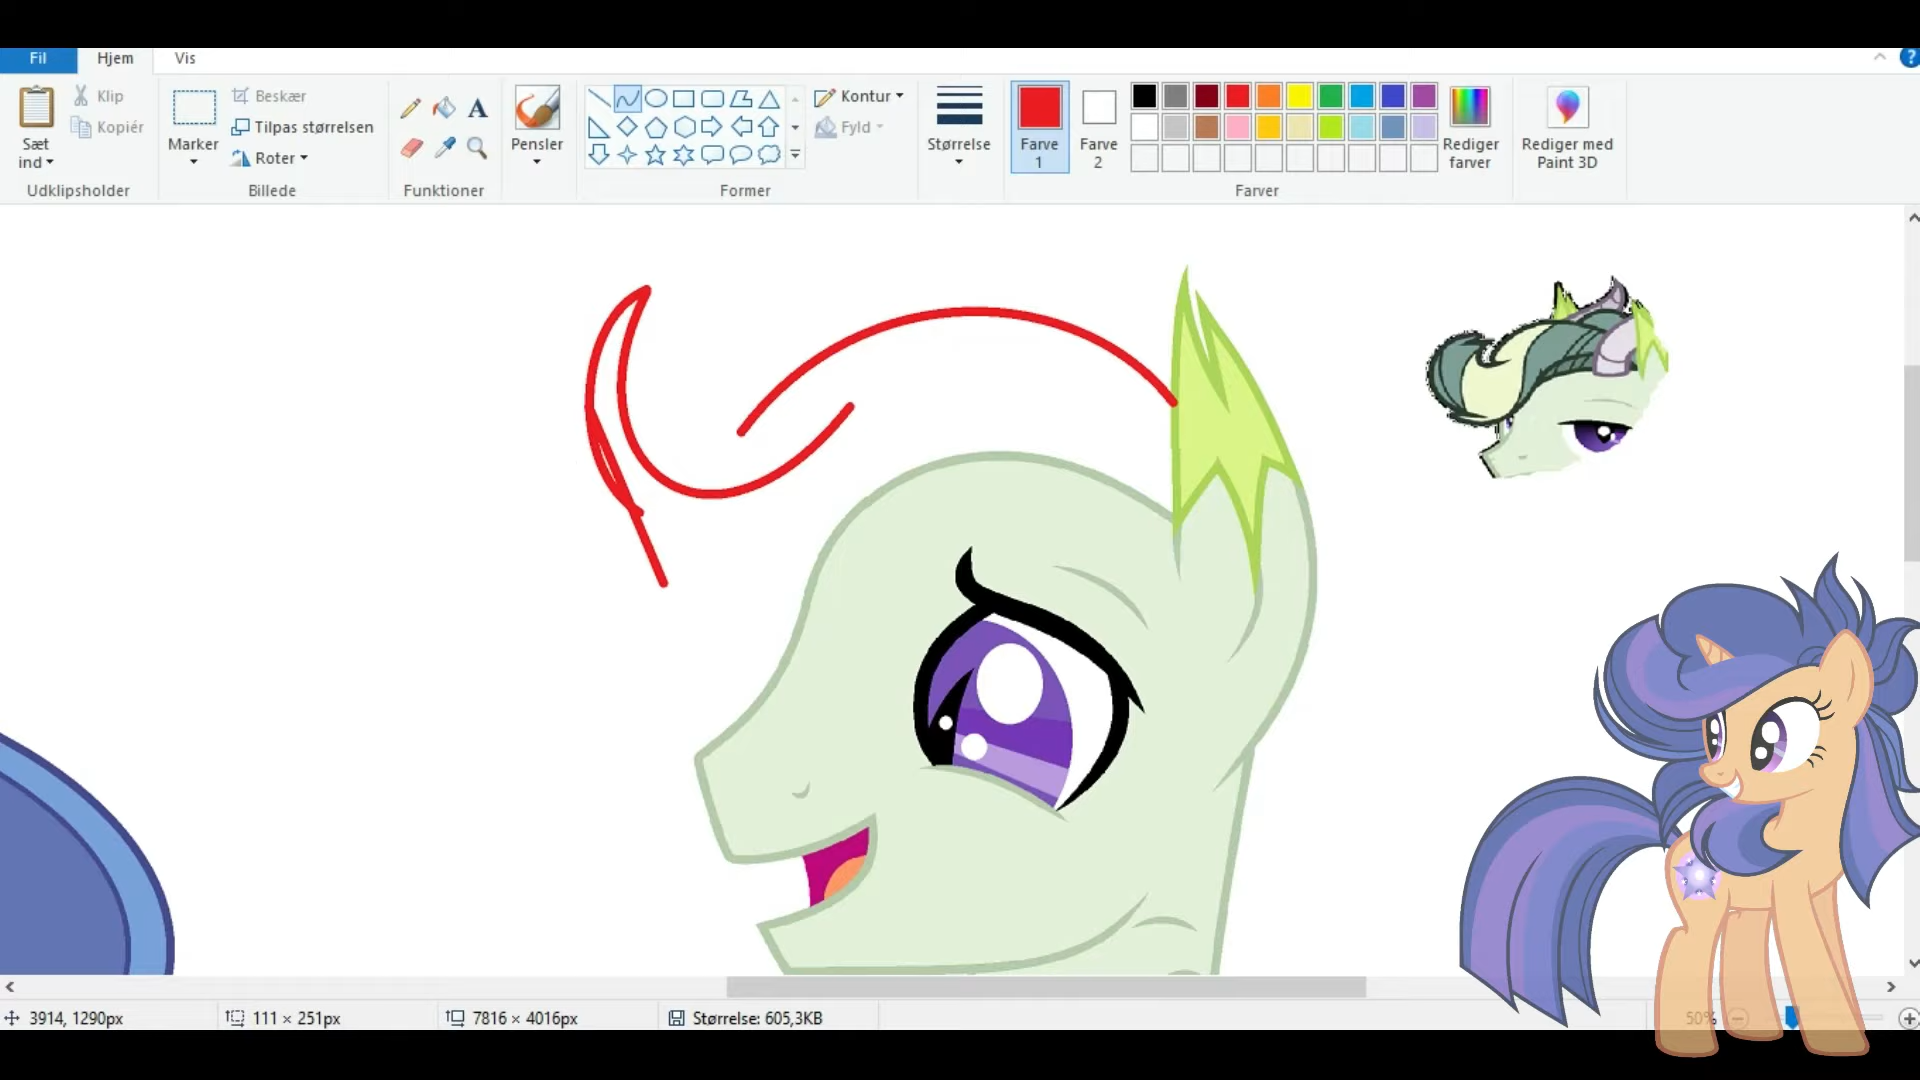 Fil Hjem Vis
Klip Beskær Kontur
Kopiér Tilpas størrelsen Fyld
Sæt ind Marker Roter Pensler Størrelse Farve 1 Farve 2 Rediger farver Rediger med Paint 3D
Udklipsholder Billede Funktioner Former Farver
3914, 1290px 111 × 251px 7816 × 4016px Størrelse: 605,3KB 50%